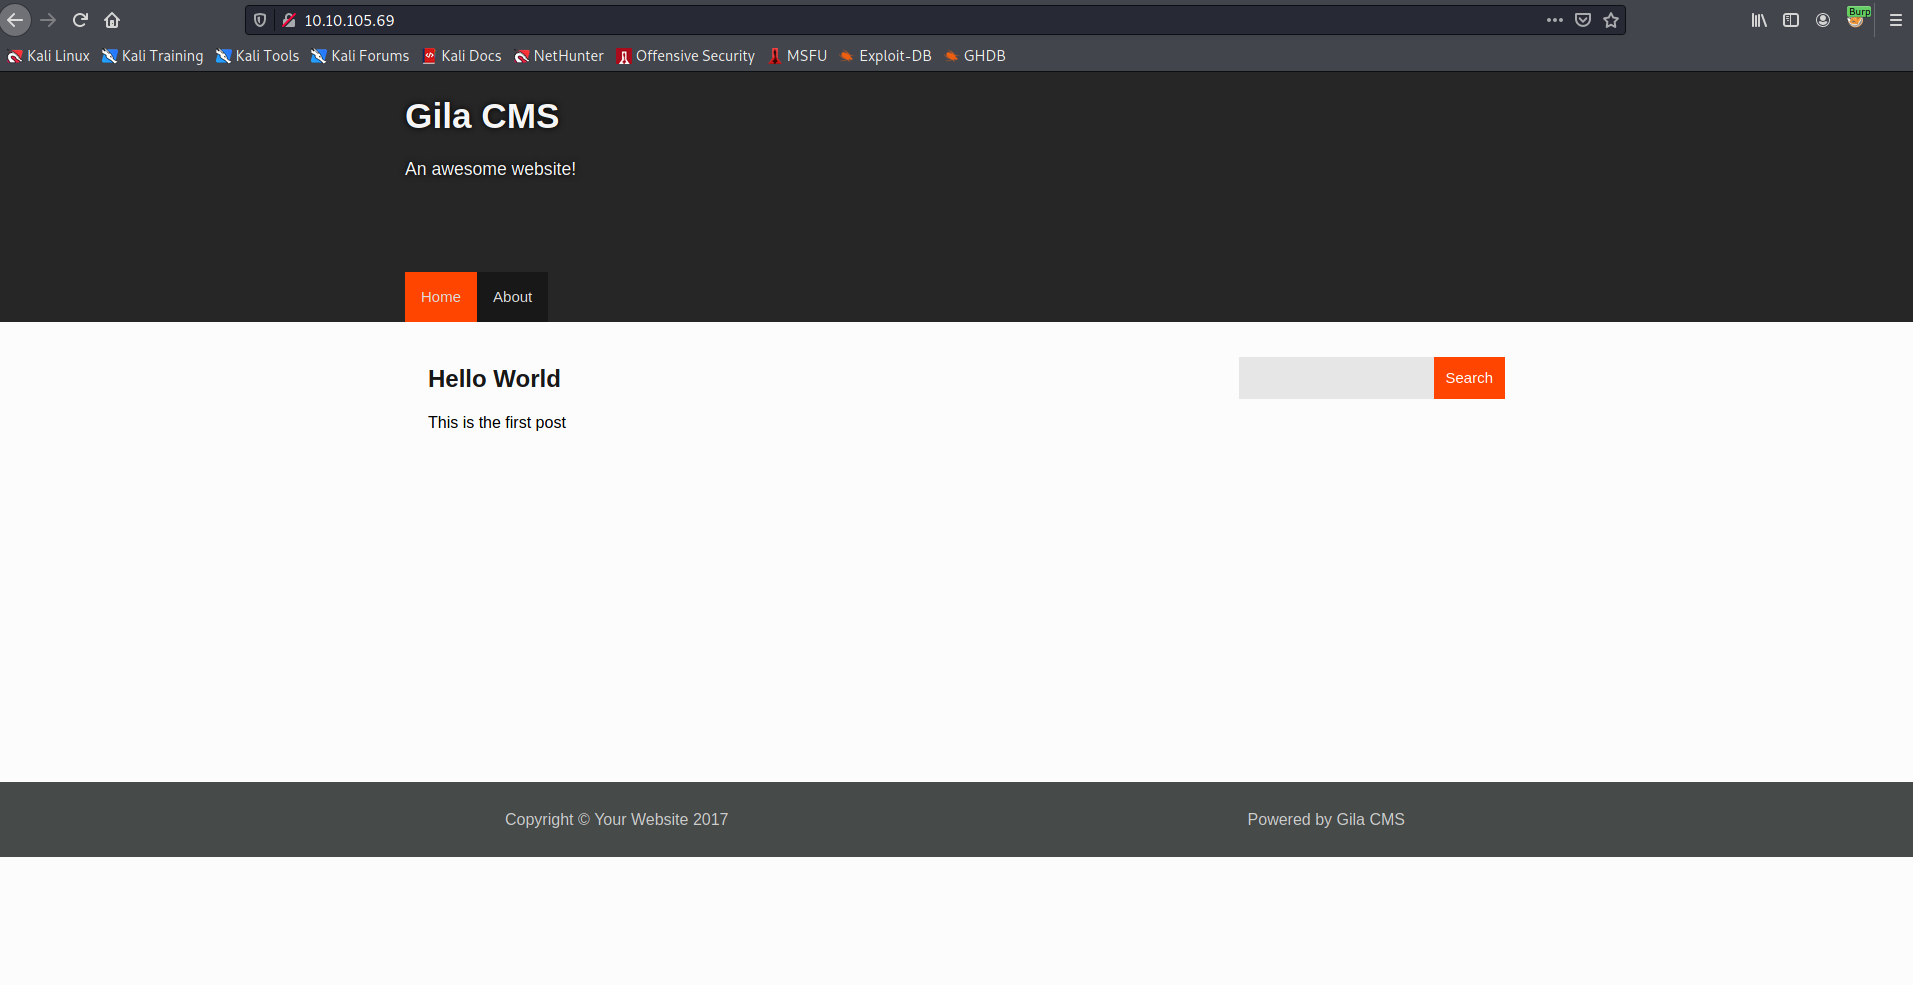 10.10.105.69
Burp
Kali Linux Kali Training Kali Tools Kali Forums Kali Docs NetHunter Offensive Security MSFU Exploit-DB GHDB
Gila CMS
An awesome website!
Home About
Hello World
Search
This is the first post
Copyright © Your Website 2017 Powered by Gila CMS